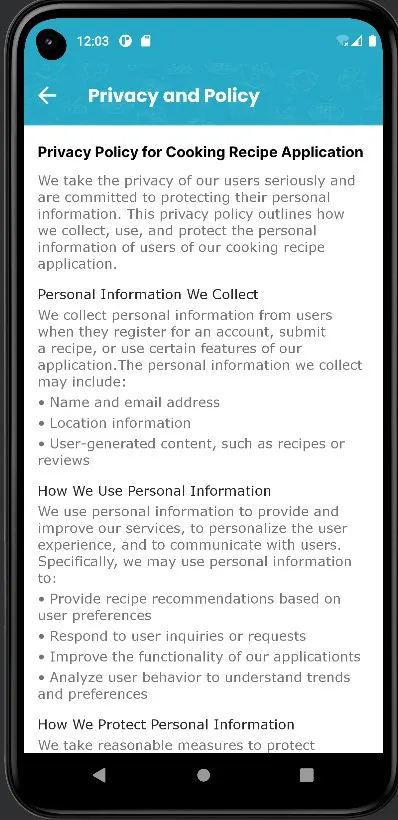 12:03
Privacy and Policy
Privacy Policy for Cooking Recipe Application
We take the privacy of our users seriously and
are committed to protecting their personal
information. This privacy policy outlines how
we collect, use, and protect the personal
information of users of our cooking recipe
application.
Personal Information We Collect
We collect personal information from users
when they register for an account, submit
a recipe, or use certain features of our
application.The personal information we collect
may include:
• Name and email address
• Location information
• User-generated content, such as recipes or
reviews
How We Use Personal Information
We use personal information to provide and
improve our services, to personalize the user
experience, and to communicate with users.
Specifically, we may use personal information
to:
• Provide recipe recommendations based on
user preferences
• Respond to user inquiries or requests
• Improve the functionality of our applicationts
• Analyze user behavior to understand trends
and preferences
How We Protect Personal Information
We take reasonable measures to protect